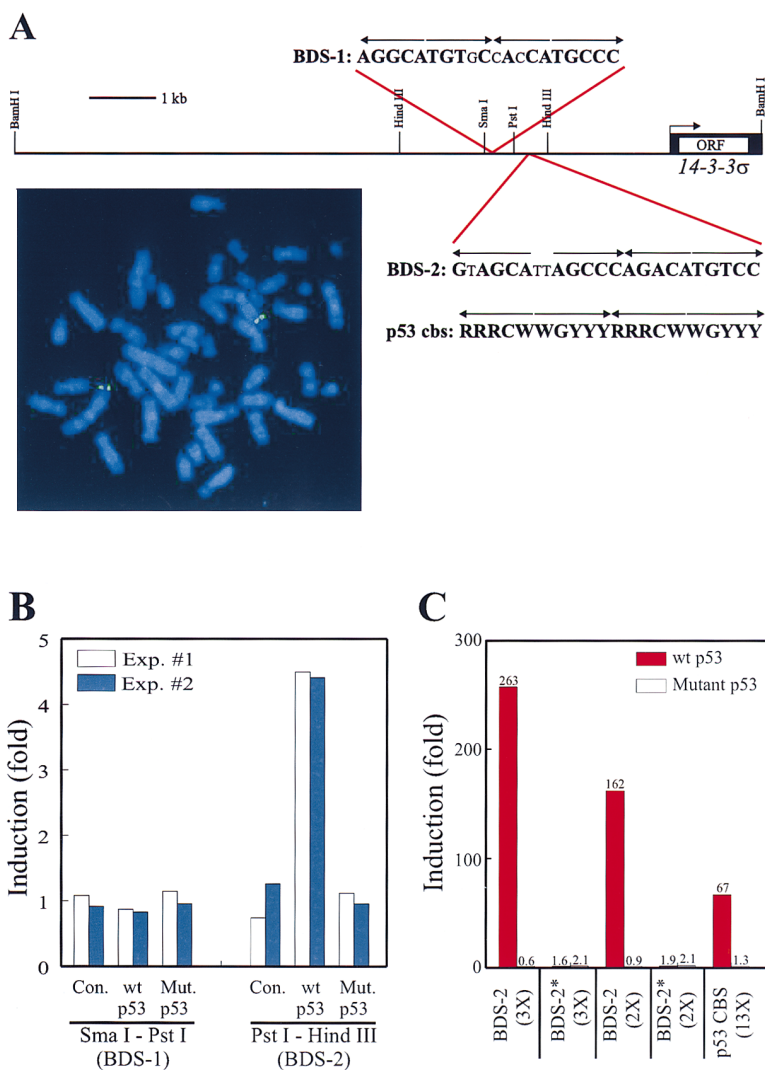 A
BDS-1: AGGCATGTGCCACCATGCCC
1 kb
BamH I
Hind III
Sma I
Pst I
Hind III
BamH I
ORF
14-3-3σ
BDS-2: GTAGCATTAGCCCAGACATGTCC
p53 cbs: RRRCWWGYYYRRRCWWGYYY
B
Induction (fold)
5
4
3
2
1
0
Exp. #1
Exp. #2
Con. wt p53 Mut. p53 Con. wt p53 Mut. p53
Sma I - Pst I Pst I - Hind III
(BDS-1) (BDS-2)
C
Induction (fold)
300
200
100
0
wt p53
Mutant p53
263 0.6 1.6 2.1 162 0.9 1.9 2.1 67 1.3
BDS-2 (3X)
BDS-2* (3X)
BDS-2 (2X)
BDS-2* (2X)
p53 CBS (13X)